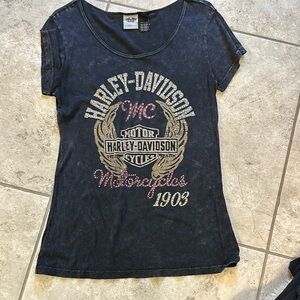 HARLEY-DAVIDSON
MC
MOTOR
HARLEY-DAVIDSON
CYCLES
Motorcycles
1903